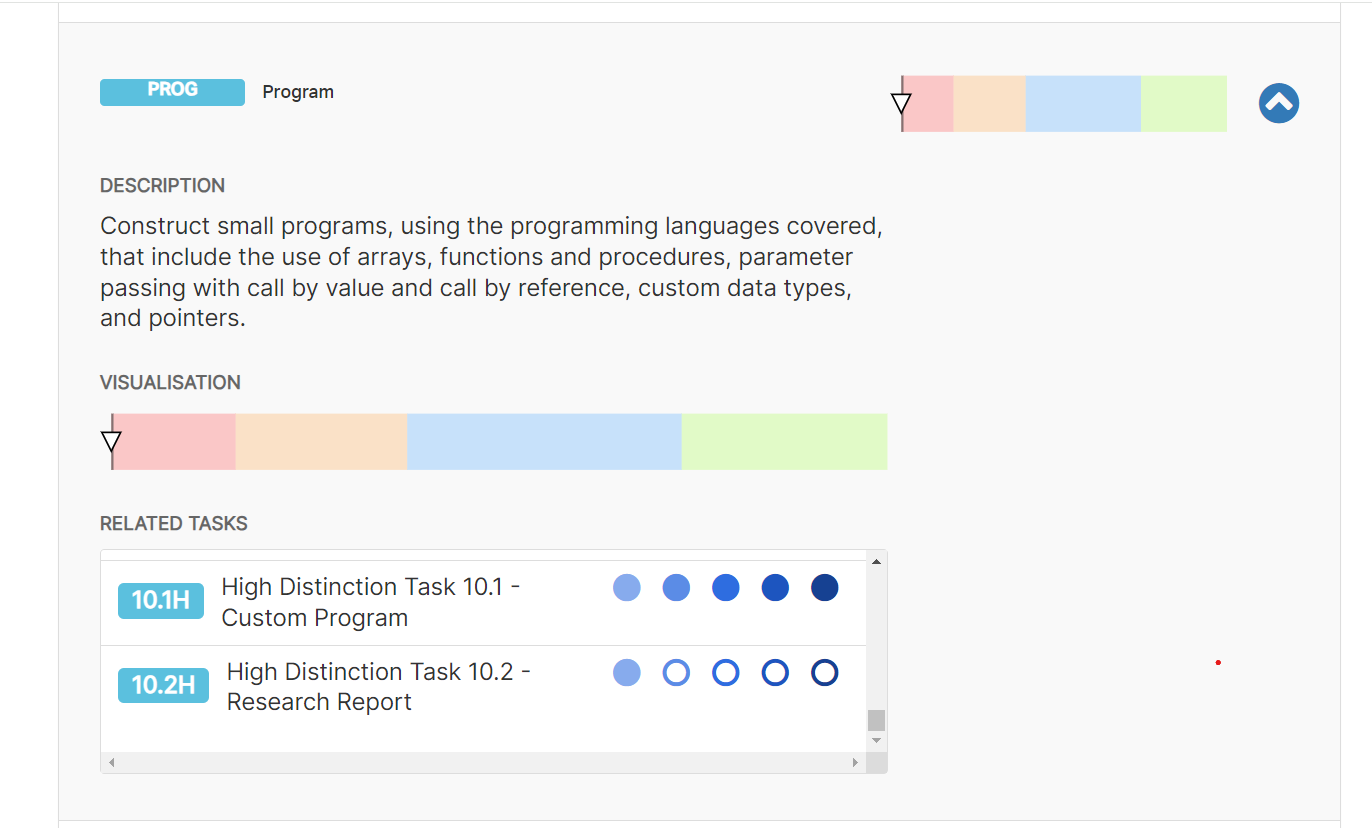 PROG
Program
DESCRIPTION
Construct small programs, using the programming languages covered,
that include the use of arrays, functions and procedures, parameter
passing with call by value and call by reference, custom data types,
and pointers.
VISUALISATION
RELATED TASKS
10.1H
High Distinction Task 10.1 -
Custom Program
10.2H
High Distinction Task 10.2 -
Research Report